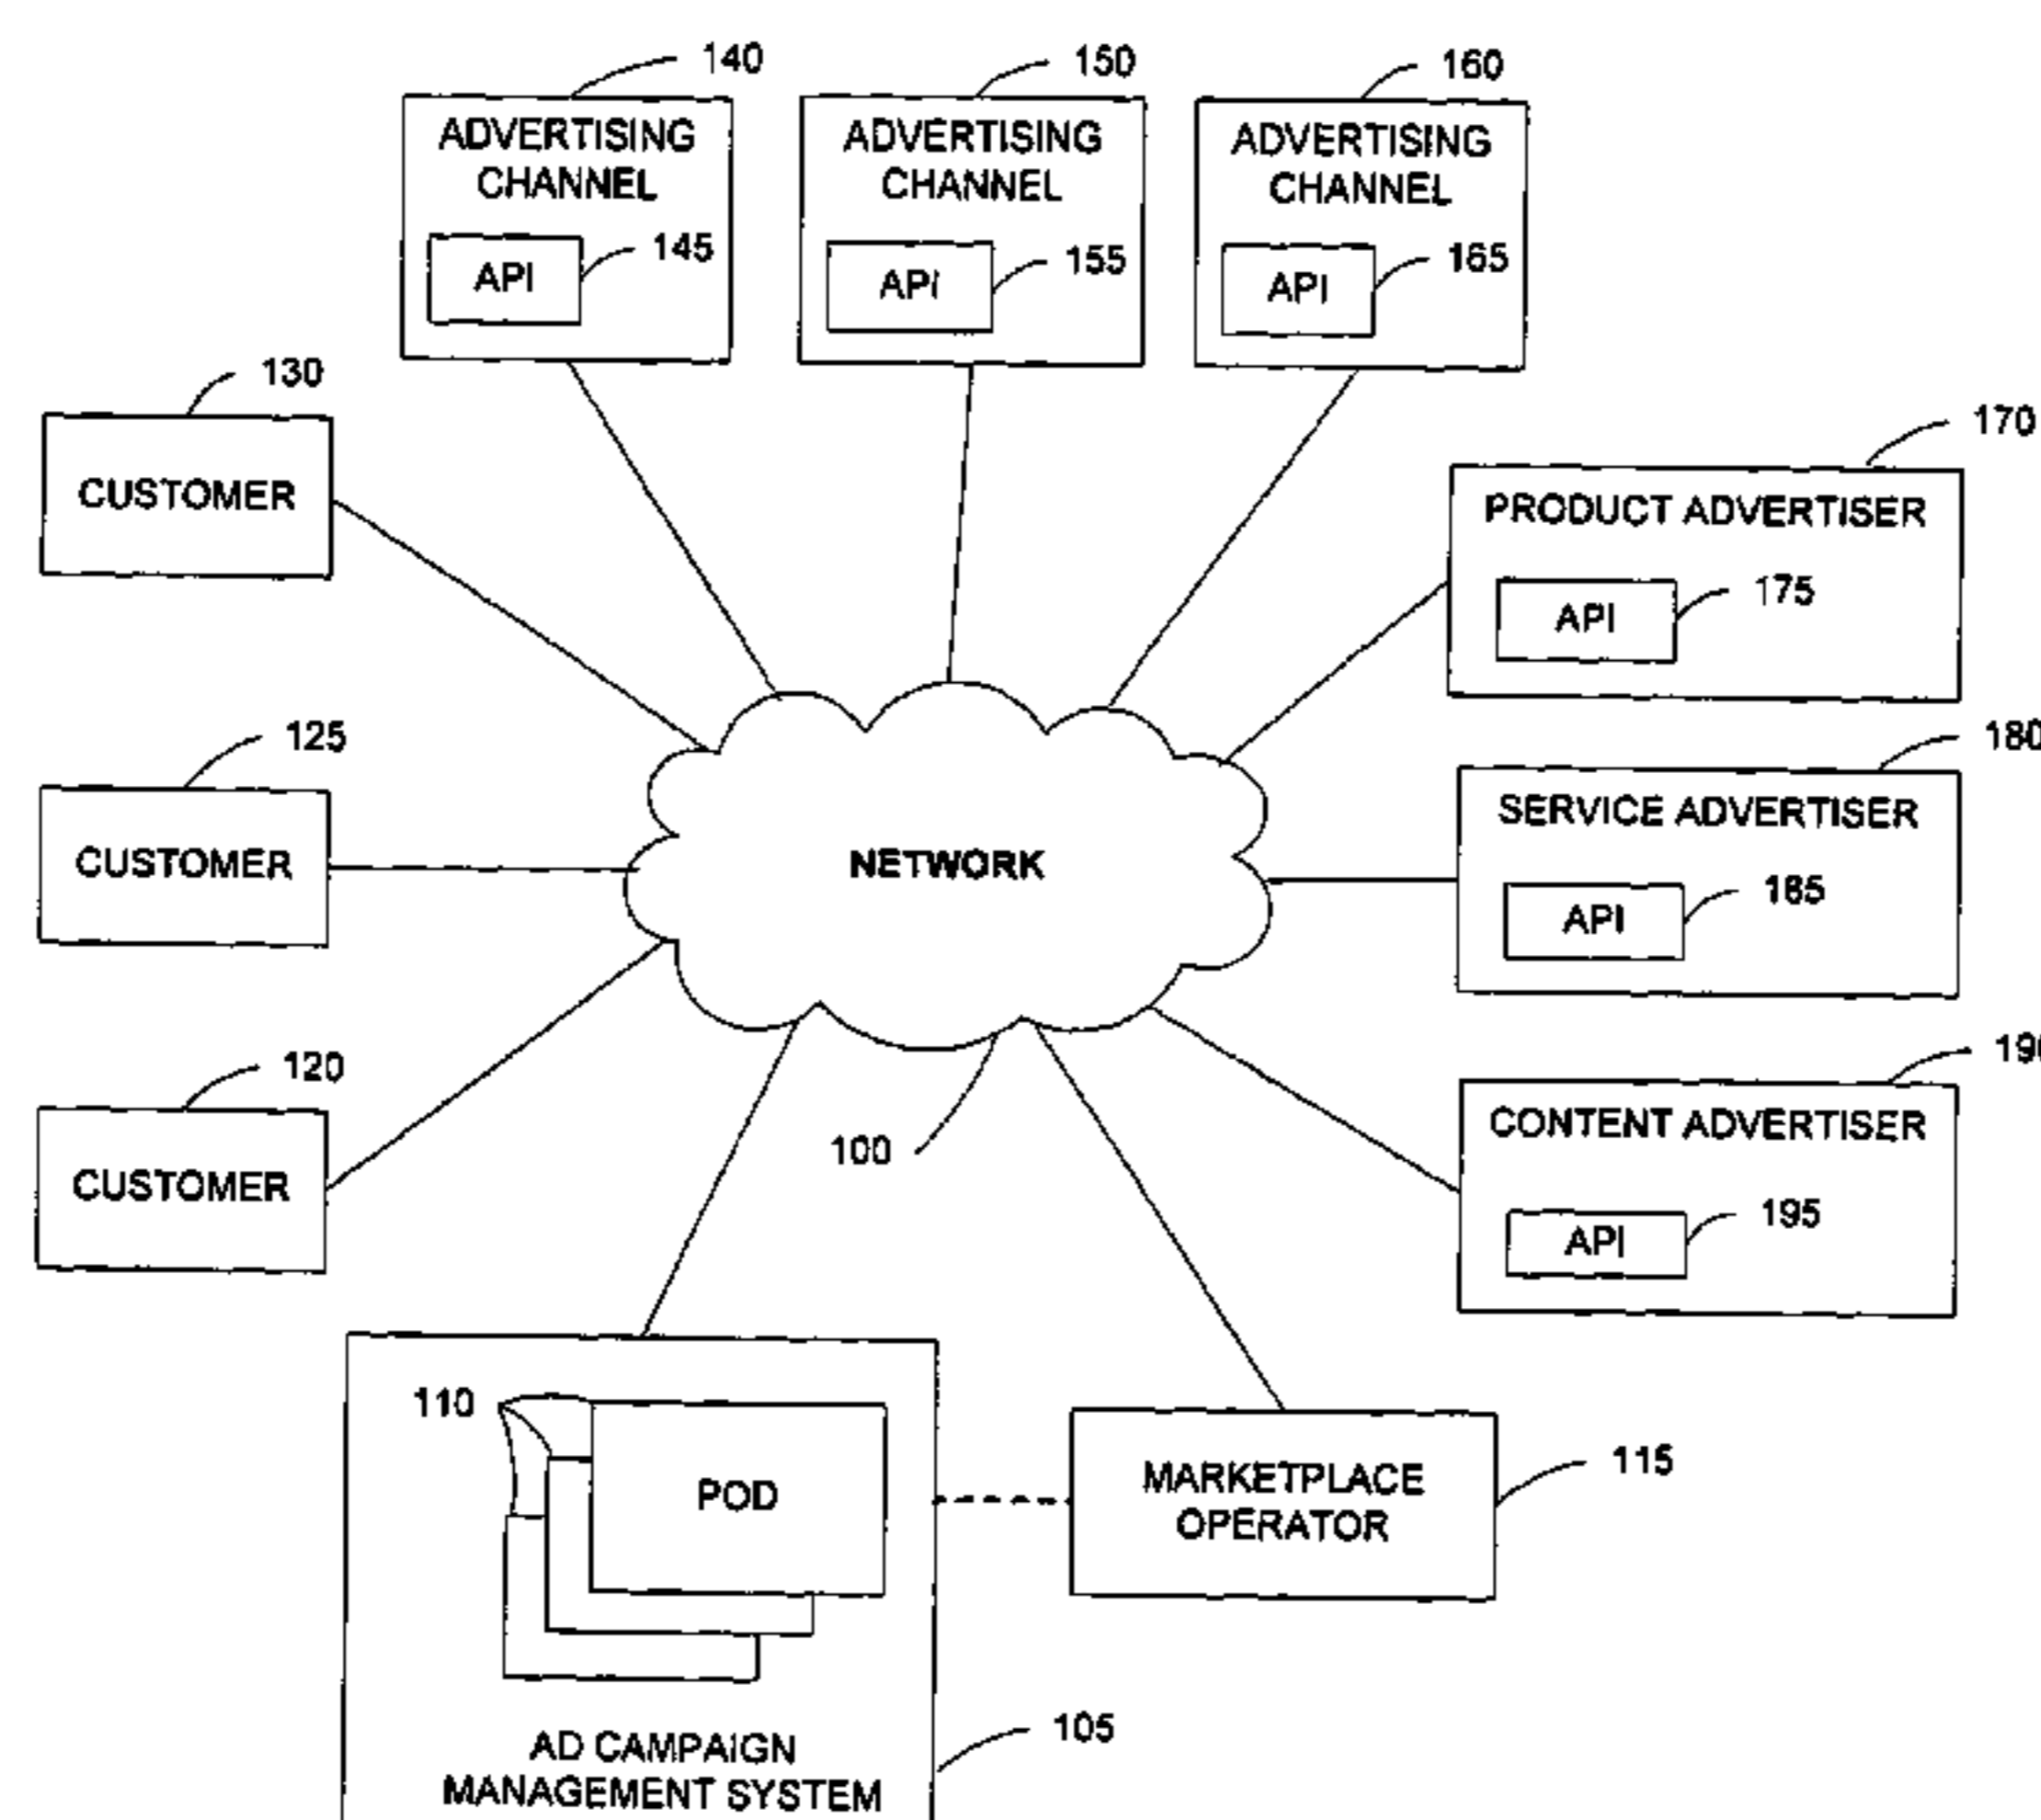 140
150
160
ADVERTISING
CHANNEL
ADVERTISING
CHANNEL
ADVERTISING
CHANNEL
API
145
API
155
API
165
130
CUSTOMER
170
PRODUCT ADVERTISER
API
175
125
CUSTOMER
NETWORK
180
SERVICE ADVERTISER
API
185
120
CUSTOMER
100
190
CONTENT ADVERTISER
API
195
110
POD
MARKETPLACE
OPERATOR
115
AD CAMPAIGN
MANAGEMENT SYSTEM
105